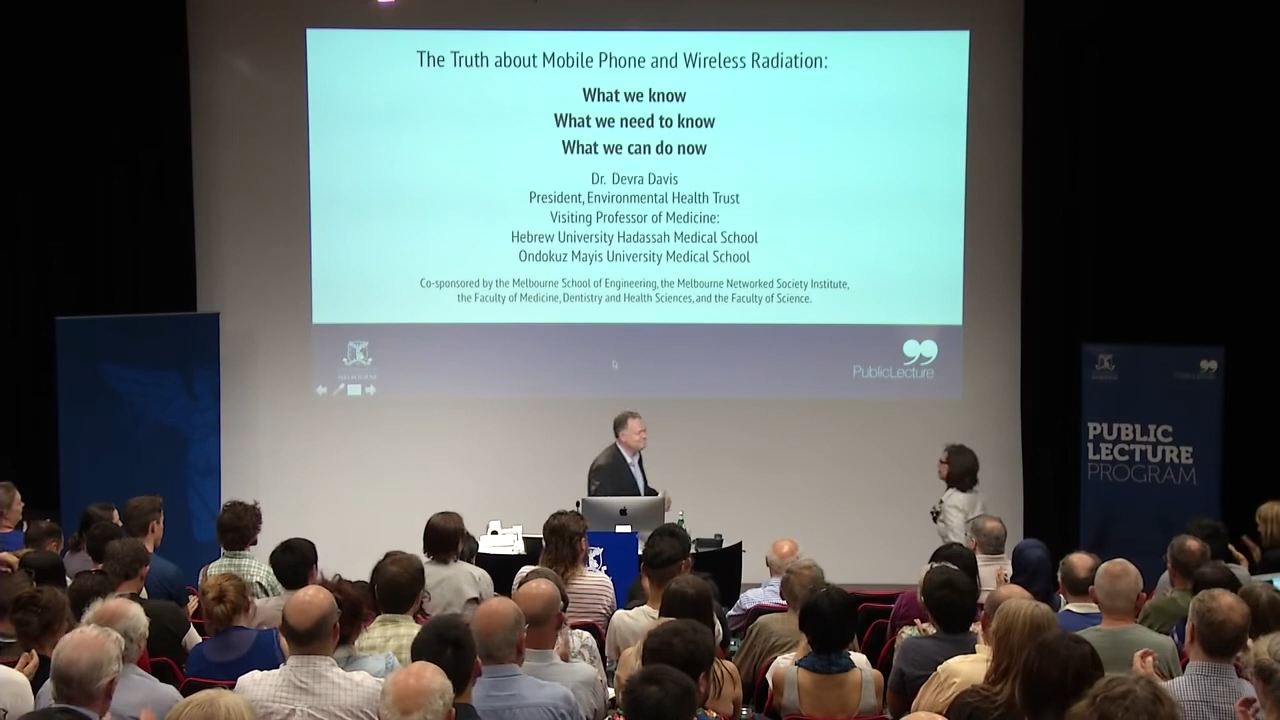 The Truth about Mobile Phone and Wireless Radiation:
What we know
What we need to know
What we can do now
Dr. Devra Davis
President, Environmental Health Trust
Visiting Professor of Medicine:
Hebrew University Hadassah Medical School
Ondokuz Mayis University Medical School
Co-sponsored by the Melbourne School of Engineering, the Melbourne Networked Society Institute,
the Faculty of Medicine, Dentistry and Health Sciences, and the Faculty of Science.
PublicLecture
PUBLIC
LECTURE
PROGRAM